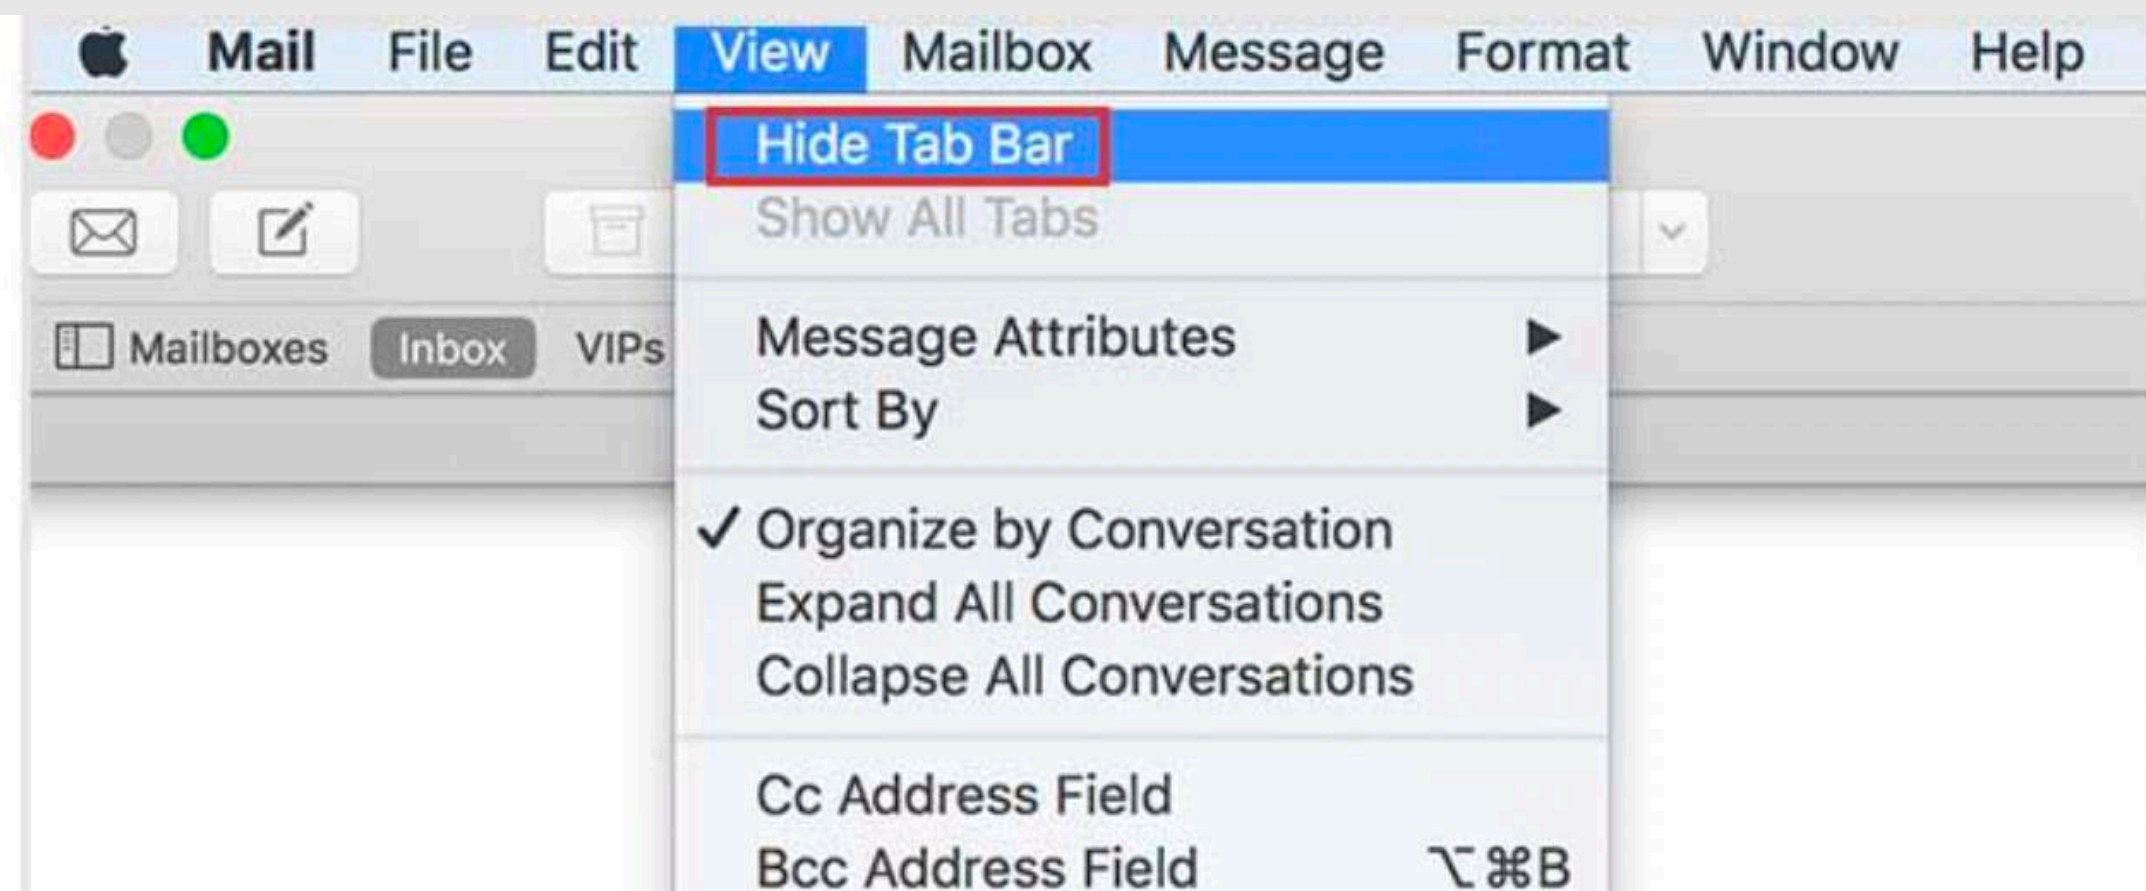 Mail File Edit View Mailbox Message Format Window Help
Hide Tab Bar
Show All Tabs
Mailboxes Inbox VIPs
Message Attributes
Sort By
✓ Organize by Conversation
Expand All Conversations
Collapse All Conversations
Cc Address Field
Bcc Address Field ⌥⌘B